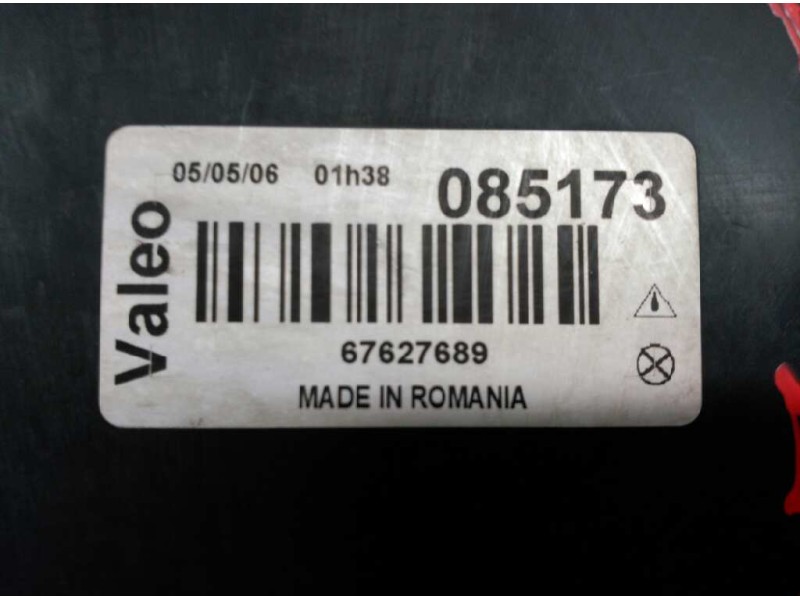 05/05/06 01h38 085173
Valeo
67627689
MADE IN ROMANIA